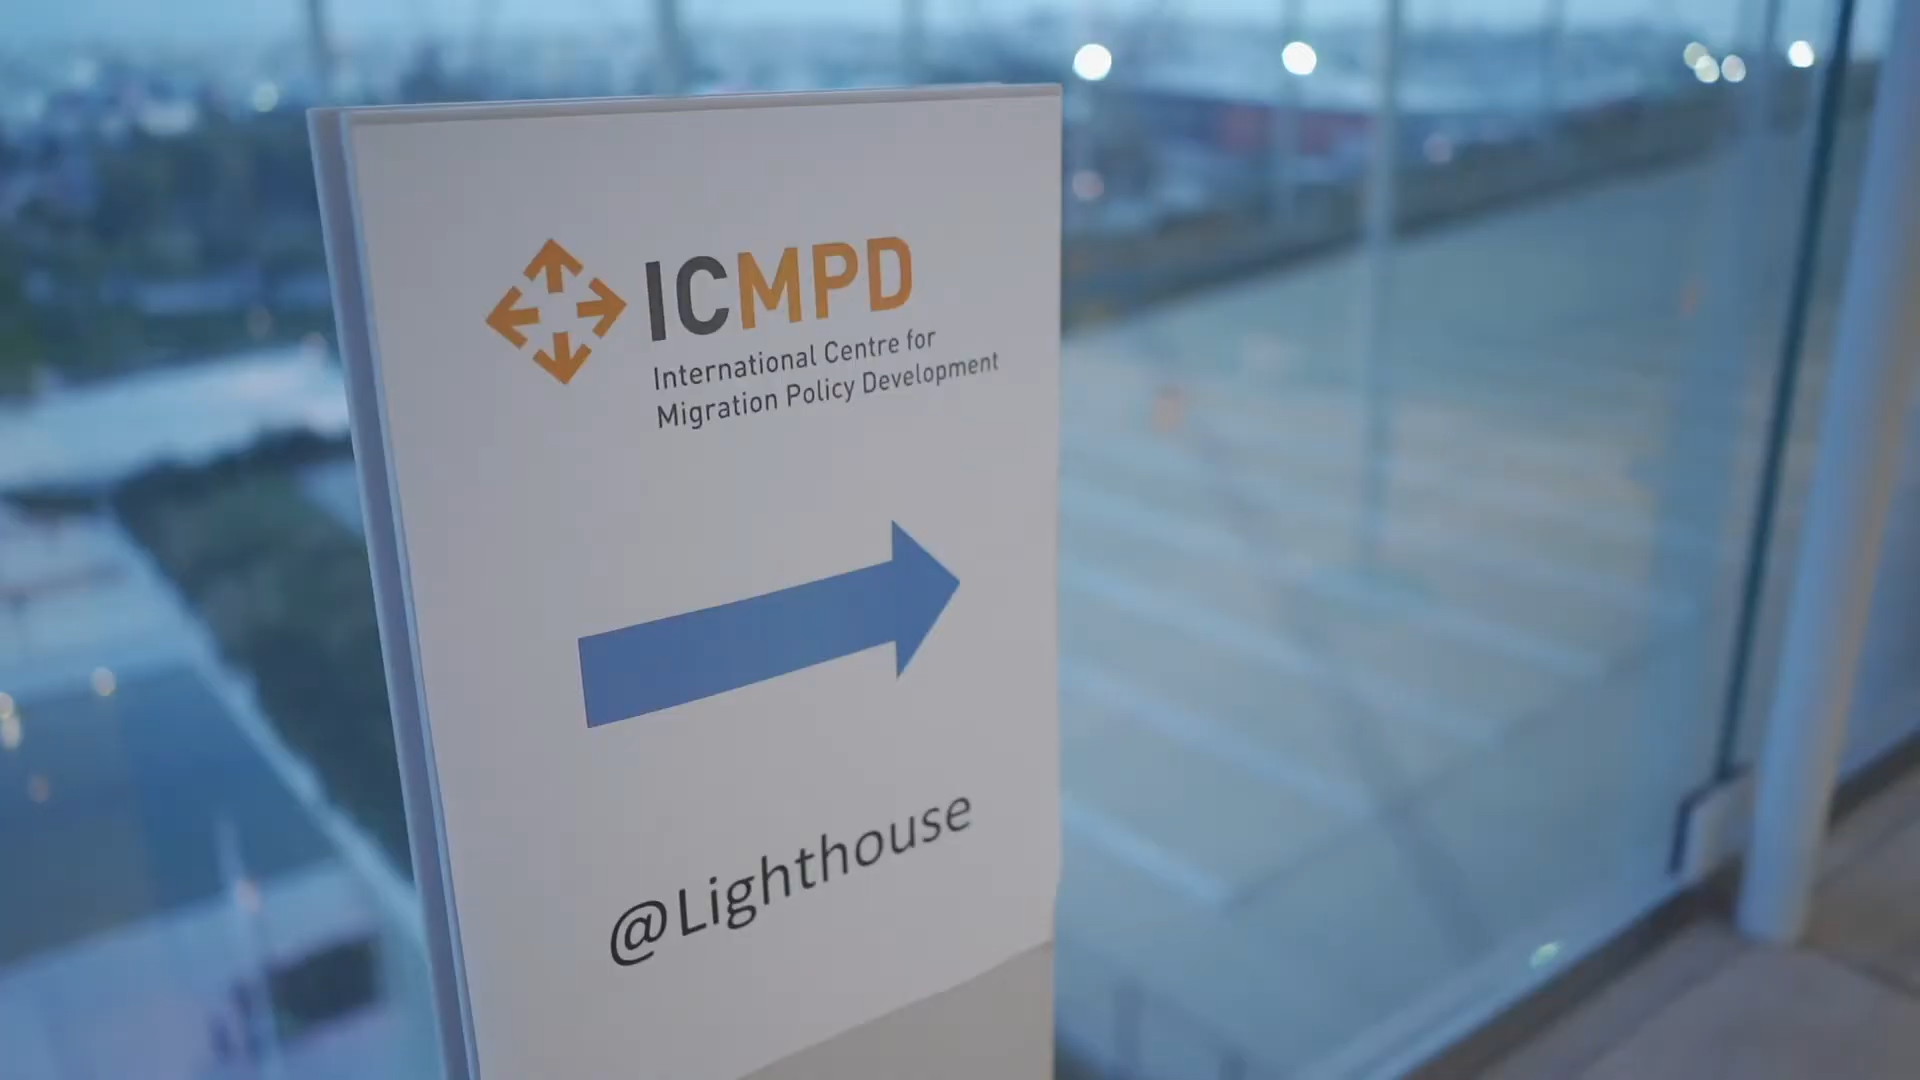 ICMPD
International Centre for
Migration Policy Development
@Lighthouse